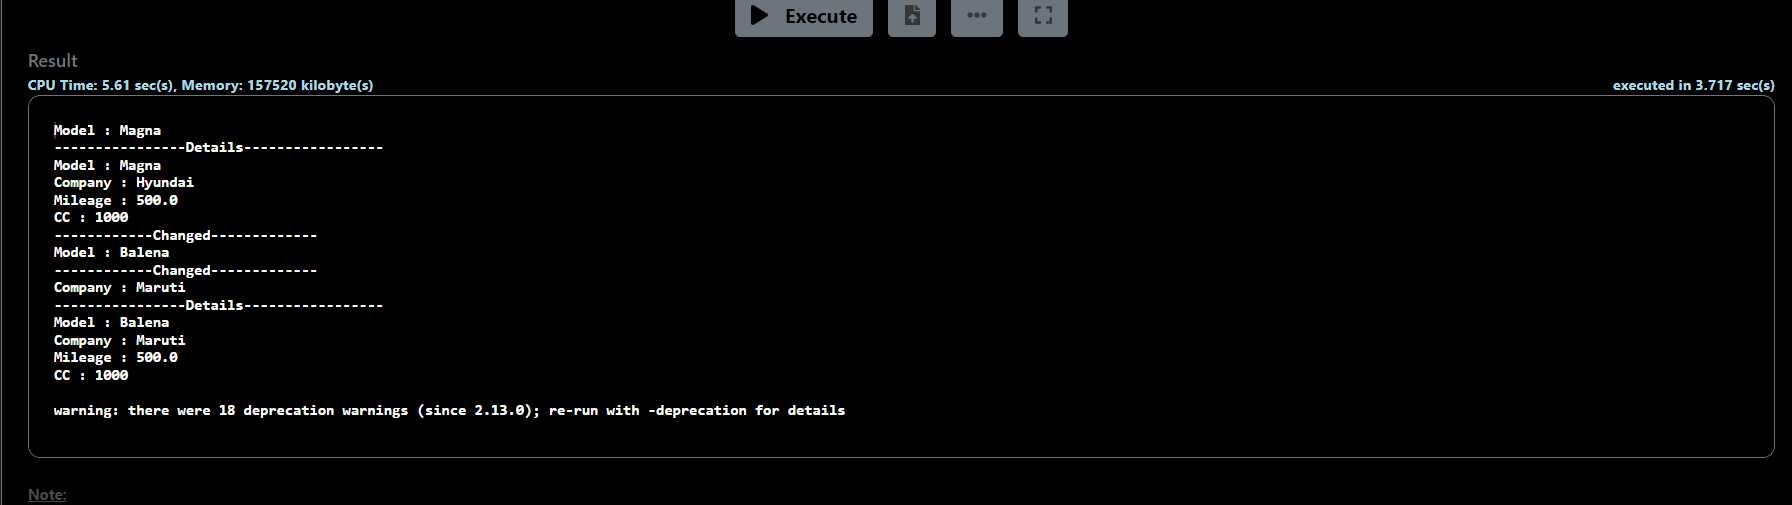 Execute
Result
CPU Time: 5.61 sec(s), Memory: 157520 kilobyte(s)
executed in 3.717 sec(s)
Model : Magna
----------------Details-----------------
Model : Magna
Company : Hyundai
Mileage : 500.0
CC : 1000
------------Changed-------------
Model : Balena
------------Changed-------------
Company : Maruti
----------------Details-----------------
Model : Balena
Company : Maruti
Mileage : 500.0
CC : 1000
warning: there were 18 deprecation warnings (since 2.13.0); re-run with -deprecation for details
Note: